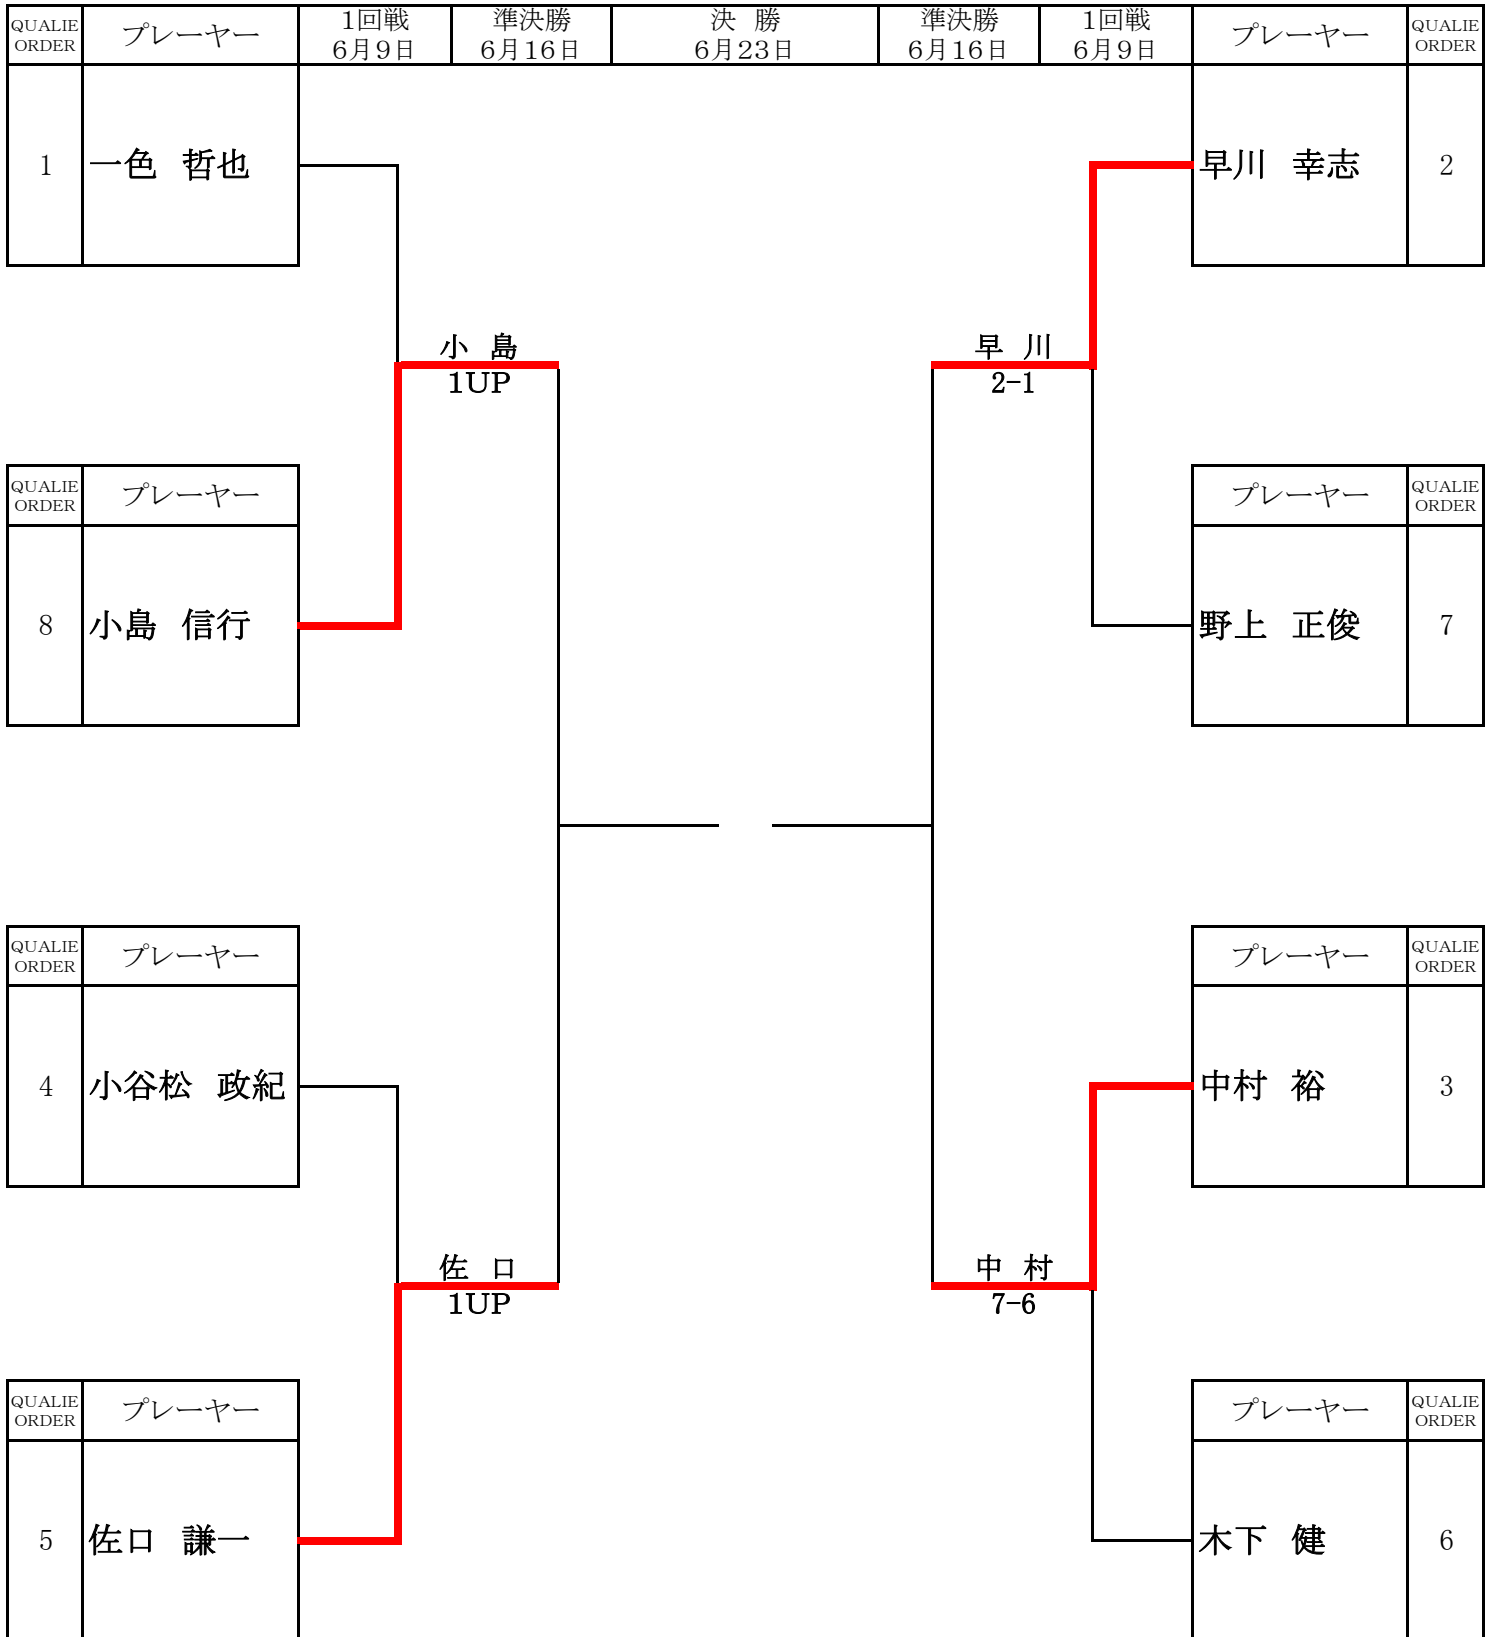 QUALIE
ORDER
プレーヤー
1回戦
6月9日
準決勝
6月16日
決 勝
6月23日
準決勝
6月16日
1回戦
6月9日
プレーヤー
QUALIE
ORDER
1
一色 哲也
早川 幸志
2
小 島
1UP
早 川
2-1
QUALIE
ORDER
プレーヤー
プレーヤー
QUALIE
ORDER
8
小島 信行
野上 正俊
7
QUALIE
ORDER
プレーヤー
プレーヤー
QUALIE
ORDER
4
小谷松 政紀
中村 裕
3
佐 口
1UP
中 村
7-6
QUALIE
ORDER
プレーヤー
プレーヤー
QUALIE
ORDER
5
佐口 謙一
木下 健
6